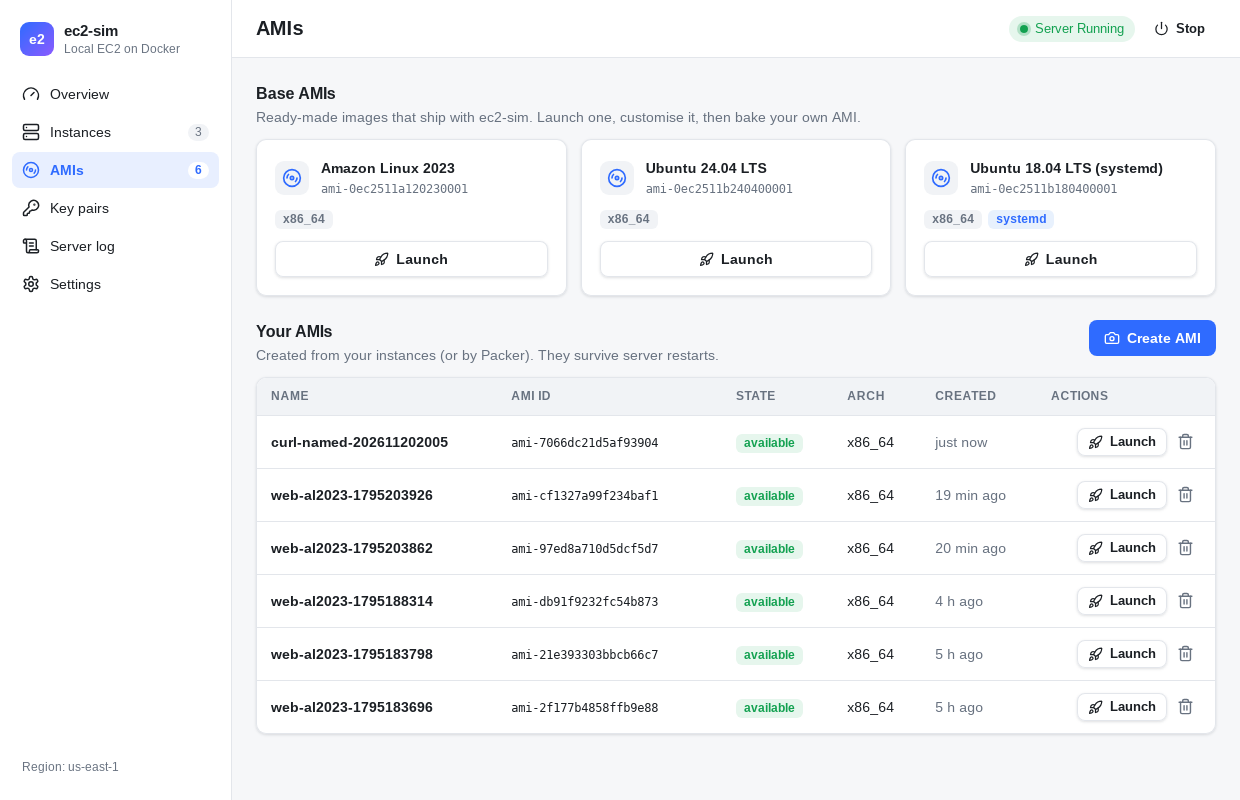 e2
ec2-sim
Local EC2 on Docker
Overview
Instances 3
AMIs 6
Key pairs
Server log
Settings
Region: us-east-1
AMIs
Server Running
Stop
Base AMIs
Ready-made images that ship with ec2-sim. Launch one, customise it, then bake your own AMI.
Amazon Linux 2023
ami-0ec2511a120230001
x86_64
Launch
Ubuntu 24.04 LTS
ami-0ec2511b240400001
x86_64
Launch
Ubuntu 18.04 LTS (systemd)
ami-0ec2511b180400001
x86_64 systemd
Launch
Your AMIs
Created from your instances (or by Packer). They survive server restarts.
Create AMI
NAME AMI ID STATE ARCH CREATED ACTIONS
curl-named-202611202005 ami-7066dc21d5af93904 available x86_64 just now Launch
web-al2023-1795203926 ami-cf1327a99f234baf1 available x86_64 19 min ago Launch
web-al2023-1795203862 ami-97ed8a710d5dcf5d7 available x86_64 20 min ago Launch
web-al2023-1795188314 ami-db91f9232fc54b873 available x86_64 4 h ago Launch
web-al2023-1795183798 ami-21e393303bbcb66c7 available x86_64 5 h ago Launch
web-al2023-1795183696 ami-2f177b4858ffb9e88 available x86_64 5 h ago Launch